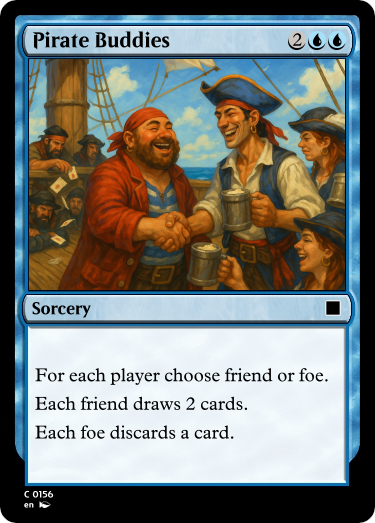 Pirate Buddies 2
Sorcery
For each player choose friend or foe.
Each friend draws 2 cards.
Each foe discards a card.
C 0156
en